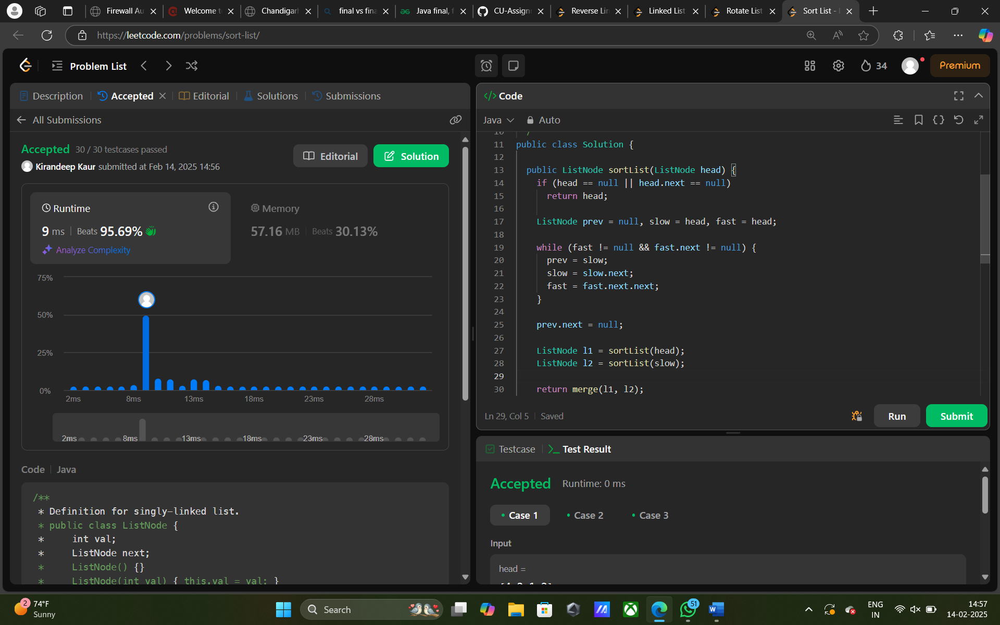 Firewall Au
Welcome t
Chandigarh
final vs fina
Java final, f
CU-Assign
Reverse Lin
Linked List
Rotate List
Sort List -
https://leetcode.com/problems/sort-list/
Problem List
34
Premium
Description
Accepted
Editorial
Solutions
Submissions
All Submissions
Accepted 30 / 30 testcases passed
Kirandeep Kaur submitted at Feb 14, 2025 14:56
Editorial
Solution
Runtime
9 ms | Beats 95.69%
Analyze Complexity
Memory
57.16 MB | Beats 30.13%
75%
50%
25%
0%
2ms 8ms 13ms 18ms 23ms 28ms
2ms 8ms 13ms 18ms 23ms 28ms
Code | Java
/**
* Definition for singly-linked list.
* public class ListNode {
*     int val;
*     ListNode next;
*     ListNode() {}
*     ListNode(int val) { this.val = val; }
</> Code
Java Auto
10 */
11 public class Solution {
12
13 public ListNode sortList(ListNode head) {
14 if (head == null || head.next == null)
15 return head;
16
17 ListNode prev = null, slow = head, fast = head;
18
19 while (fast != null && fast.next != null) {
20 prev = slow;
21 slow = slow.next;
22 fast = fast.next.next;
23 }
24
25 prev.next = null;
26
27 ListNode l1 = sortList(head);
28 ListNode l2 = sortList(slow);
29
30 return merge(l1, l2);
Ln 29, Col 5 | Saved
Run
Submit
Testcase
Test Result
Accepted Runtime: 0 ms
Case 1
Case 2
Case 3
Input
head =
[4,2,1,3]
2
74°F
Sunny
Search
51
ENG
IN
14:57
14-02-2025